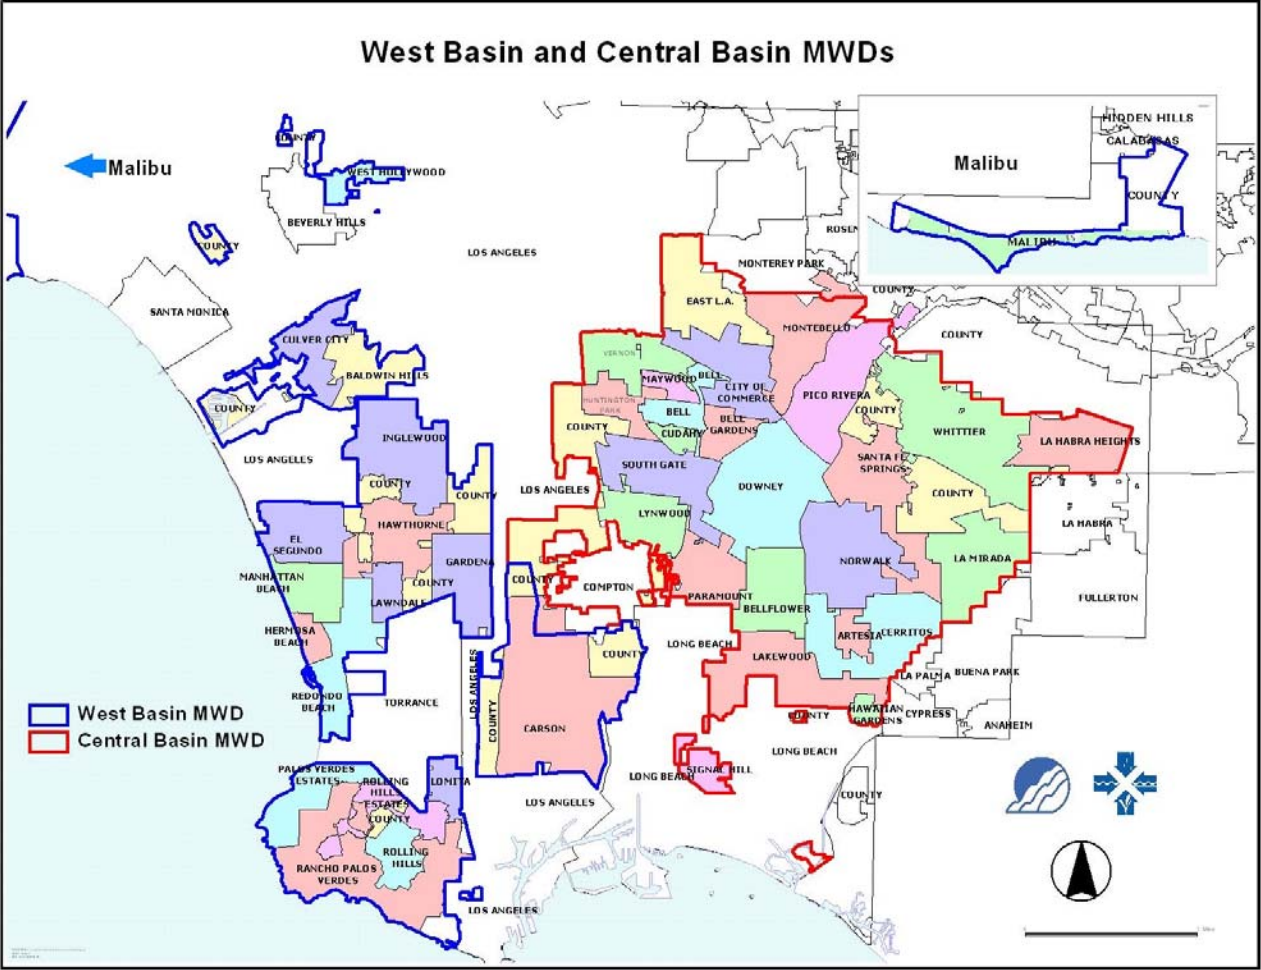 West Basin and Central Basin MWDs
Malibu
COUNTY
WEST HOLLYWOOD
BEVERLY HILLS
COUNTY
LOS ANGELES
SANTA MONICA
CULVER CITY
BALDWIN HILLS
COUNTY
LOS ANGELES
INGLEWOOD
COUNTY
COUNTY
HAWTHORNE
EL
SEGUNDO
GARDENA
MANHATTAN
BEACH
COUNTY
LAWNDALE
HERMOSA
BEACH
REDONDO
BEACH
TORRANCE
LOS ANGELES
COUNTY
West Basin MWD
Central Basin MWD
PALOS VERDES
ESTATES
ROLLING
HILLS
ESTATES
LOMITA
COUNTY
ROLLING
HILLS
RANCHO PALOS
VERDES
LOS ANGELES
LOS ANGELES
CARSON
COUNTY
COUNTY
COMPTON
LOS ANGELES
COUNTY
MONTEREY PARK
EAST L.A.
MONTEBELLO
VERNON
MAYWOOD
BELL
CITY OF
COMMERCE
HUNTINGTON
PARK
BELL
BELL
GARDENS
CUDAHY
PICO RIVERA
COUNTY
WHITTIER
LA HABRA HEIGHTS
SANTA FE
SPRINGS
COUNTY
SOUTH GATE
DOWNEY
LYNWOOD
NORWALK
LA MIRADA
LA HABRA
FULLERTON
PARAMOUNT
BELLFLOWER
ARTESIA
CERRITOS
LONG BEACH
LAKEWOOD
LA PALMA
BUENA PARK
HAWAIIAN
GARDENS
CYPRESS
ANAHEIM
COUNTY
LONG BEACH
SIGNAL HILL
LONG BEACH
COUNTY
COUNTY
COUNTY
HIDDEN HILLS
CALABASAS
Malibu
COUNTY
MALIBU